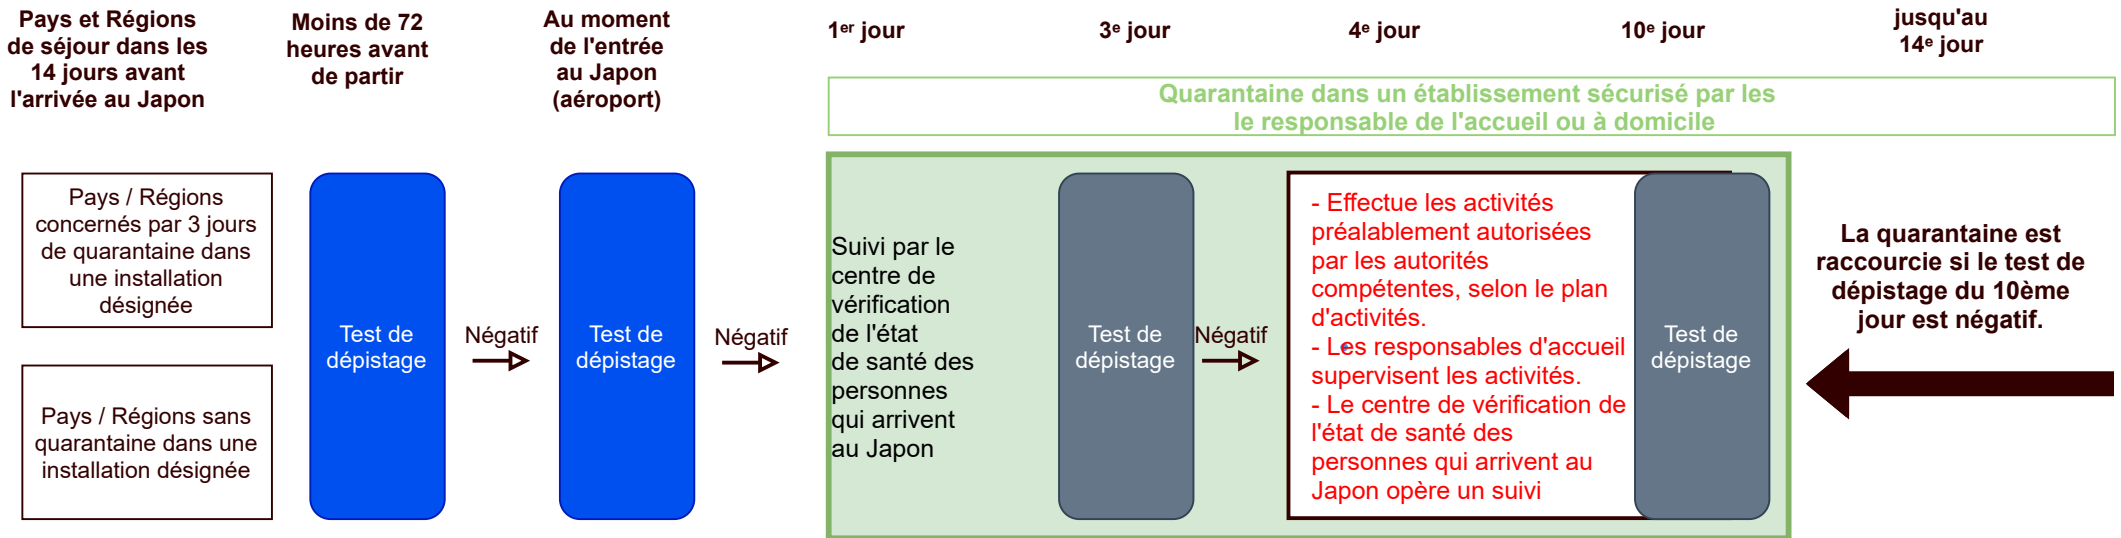 Pays et Régions
de séjour dans les
14 jours avant
l'arrivée au Japon
Moins de 72
heures avant
de partir
Au moment
de l'entrée
au Japon
(aéroport)
1er jour
3e jour
4e jour
10e jour
jusqu'au
14e jour
Quarantaine dans un établissement sécurisé par les
le responsable de l'accueil ou à domicile
Pays / Régions
concernés par 3 jours
de quarantaine dans
une installation
désignée
Pays / Régions sans
quarantaine dans une
installation désignée
Test de
dépistage
Négatif
Test de
dépistage
Négatif
Suivi par le
centre de
vérification
de l'état
de santé des
personnes
qui arrivent
au Japon
Test de
dépistage
Négatif
- Effectue les activités
préalablement autorisées
par les autorités
compétentes, selon le plan
d'activités.
- Les responsables d'accueil
supervisent les activités.
- Le centre de vérification de
l'état de santé des
personnes qui arrivent au
Japon opère un suivi
Test de
dépistage
La quarantaine est
raccourcie si le test de
dépistage du 10ème
jour est négatif.